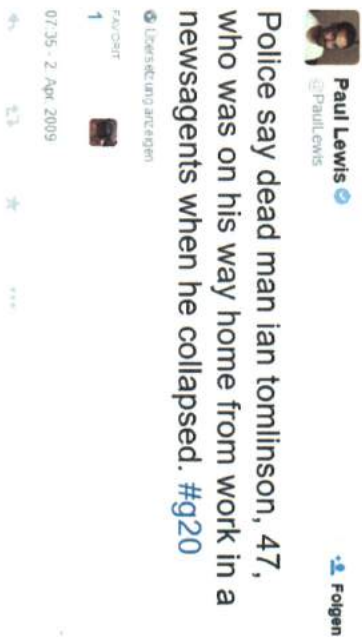 Paul Lewis
@PaulLewis
Folgen
Police say dead man ian tomlinson, 47,
who was on his way home from work in a
newsagents when he collapsed. #g20
Übersetzung anzeigen
FAVORIT
1
07:35 - 2. Apr. 2009